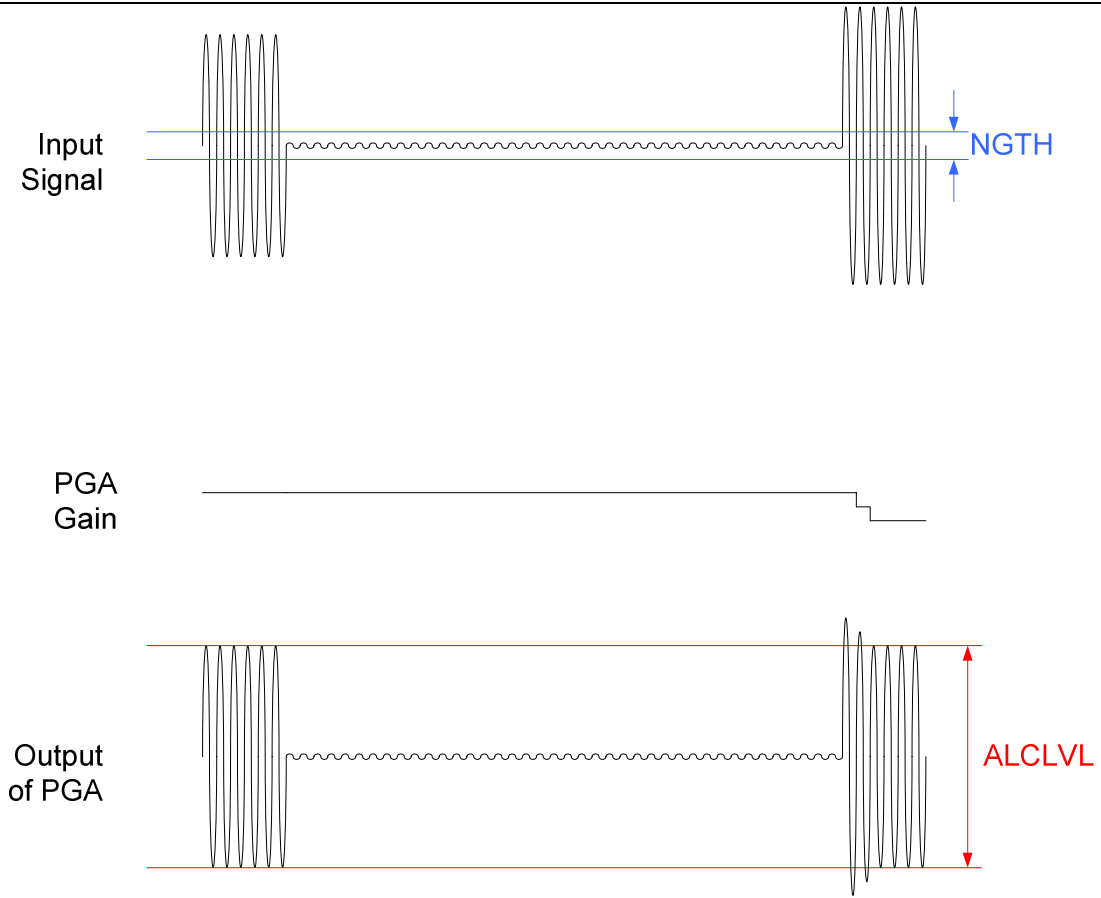 Input
Signal
NGTH
PGA
Gain
Output
of PGA
ALCLVL